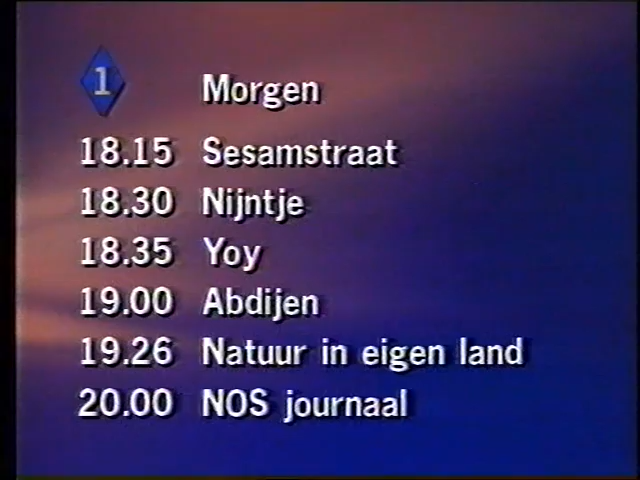 1 Morgen
18.15 Sesamstraat
18.30 Nijntje
18.35 Yoy
19.00 Abdijen
19.26 Natuur in eigen land
20.00 NOS journaal